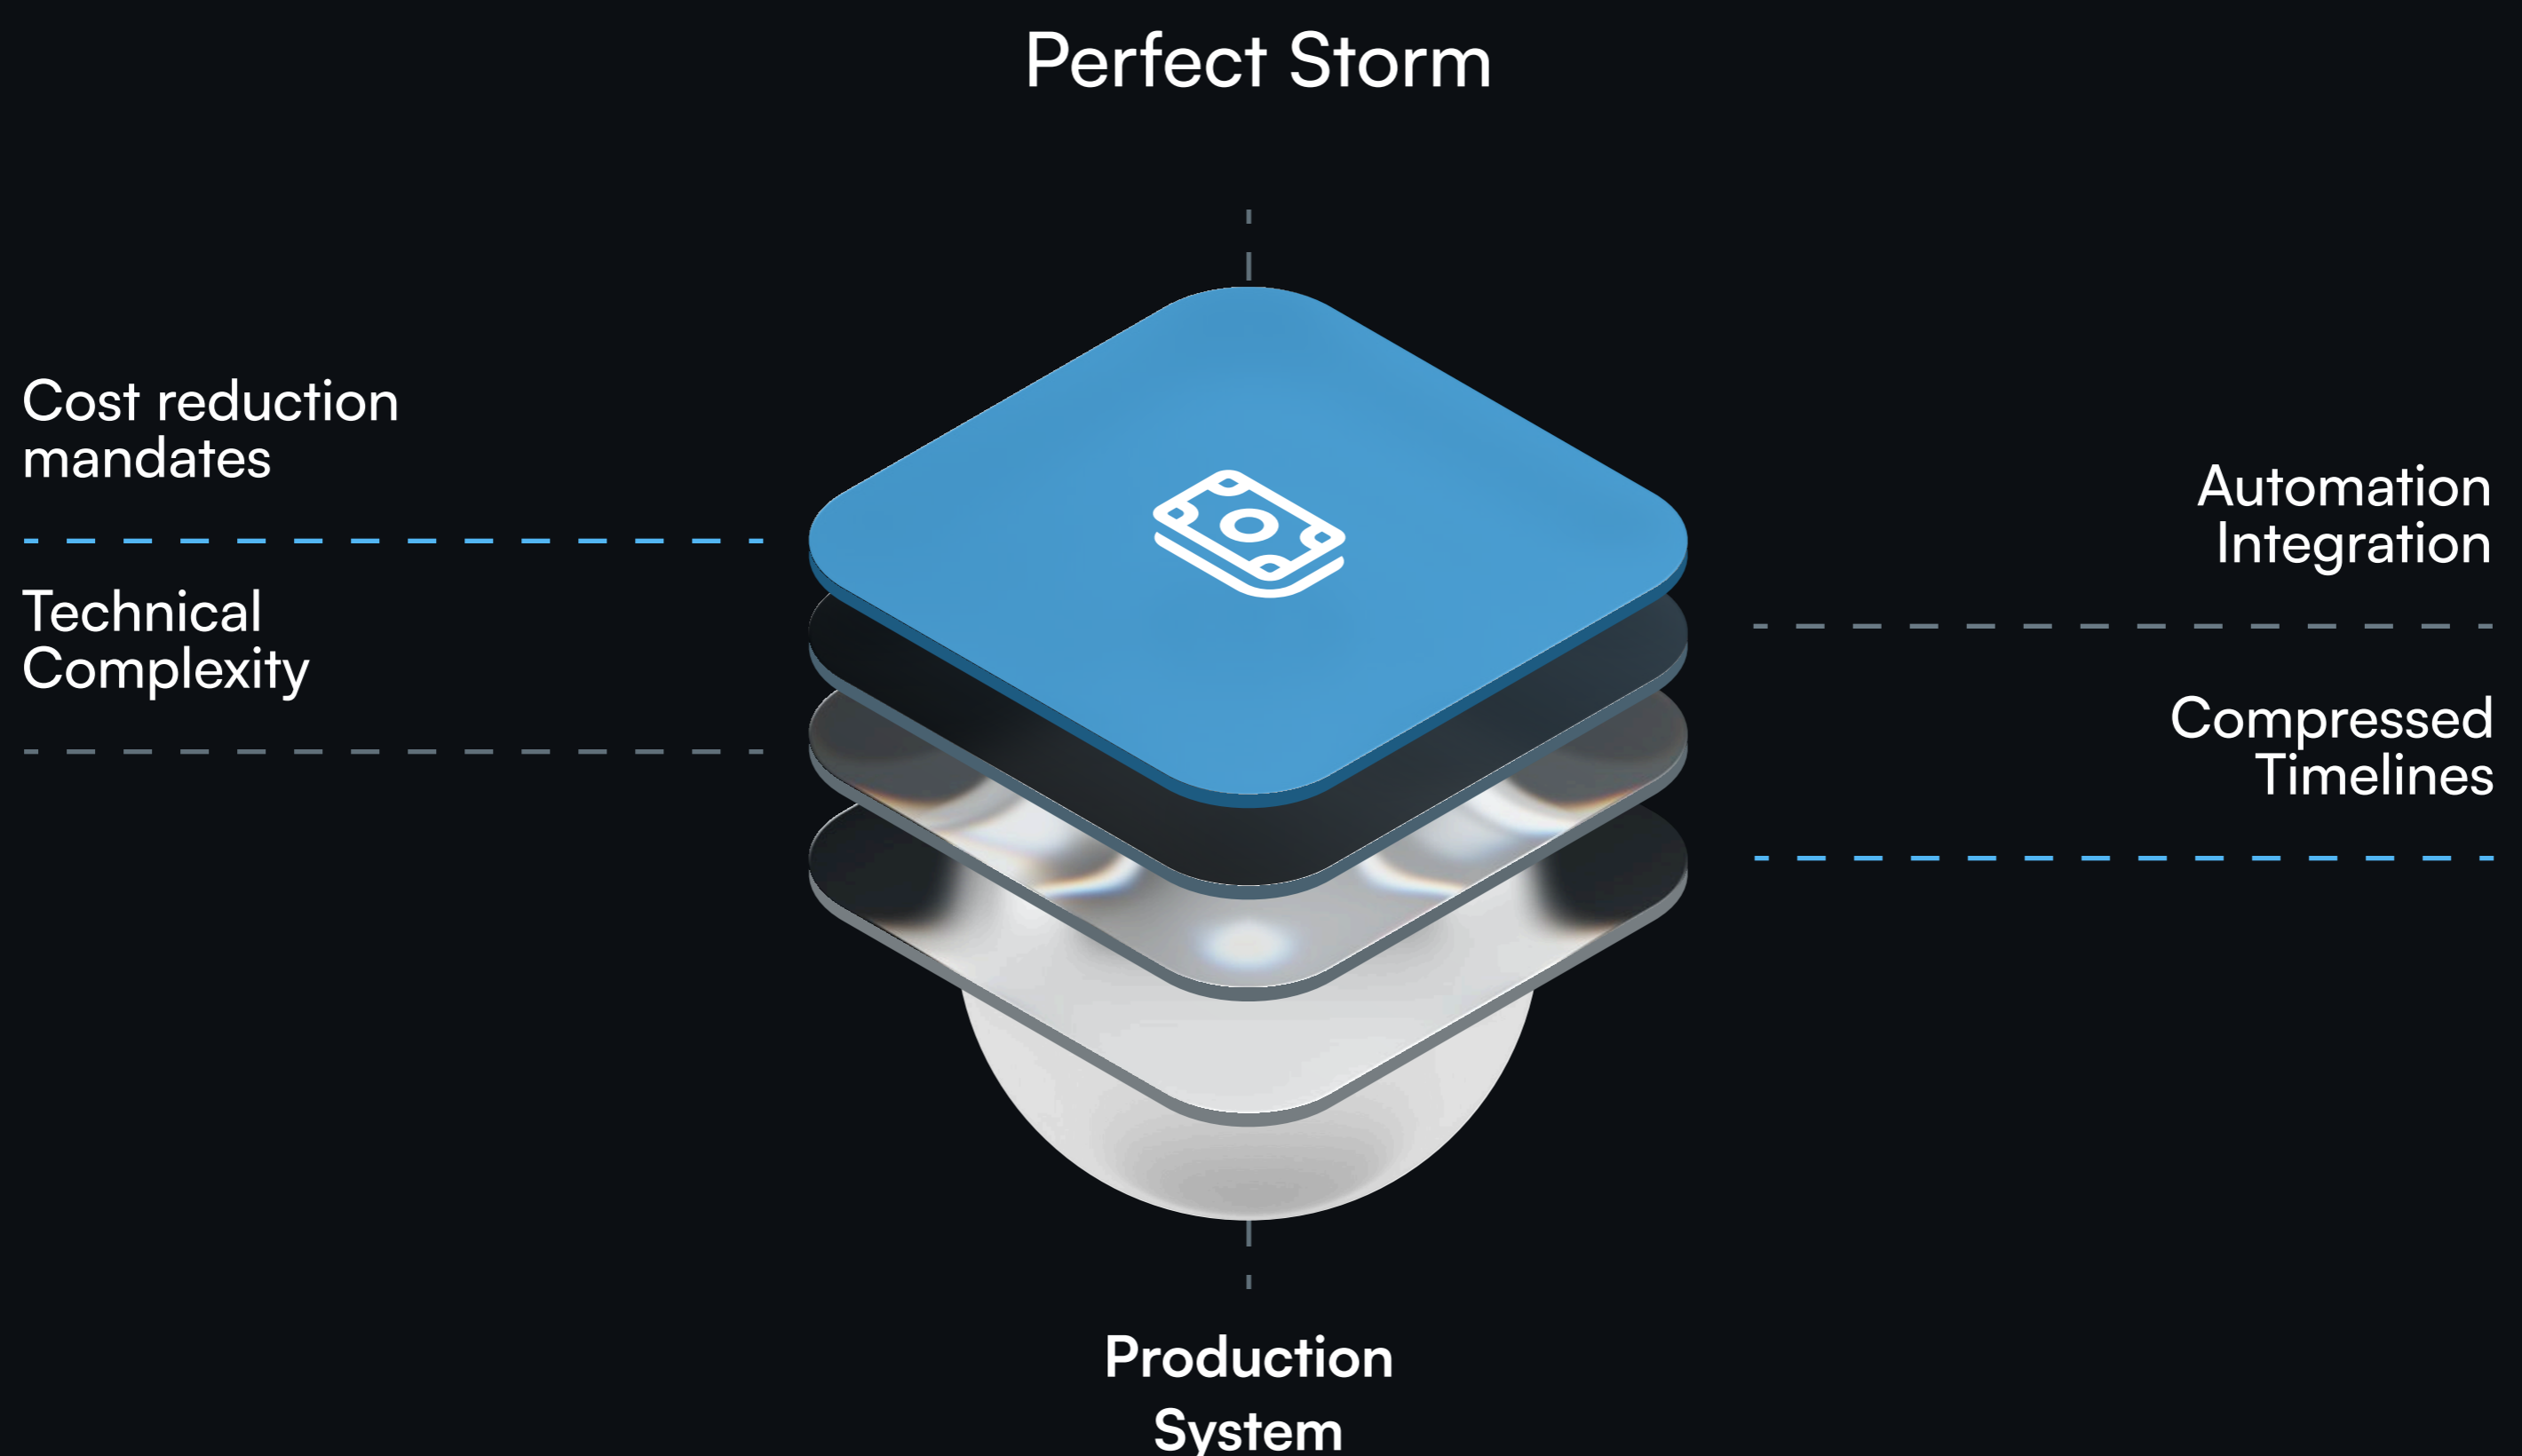 Perfect Storm
Cost reduction
mandates
Technical
Complexity
Automation
Integration
Compressed
Timelines
Production
System